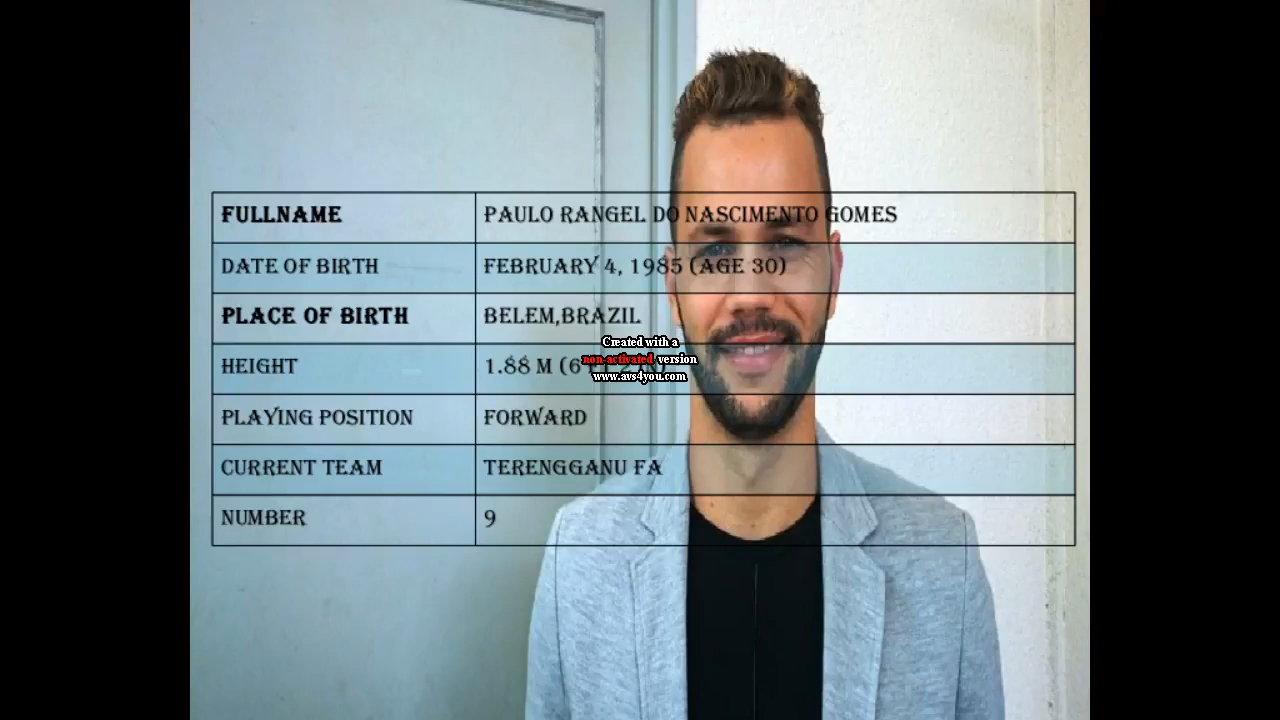 FULLNAME PAULO RANGEL DO NASCIMENTO GOMES
DATE OF BIRTH FEBRUARY 4, 1985 (AGE 30)
PLACE OF BIRTH BELEM,BRAZIL
Created with a
non-activated version
www.avs4you.com
HEIGHT 1.88 M (6
PLAYING POSITION FORWARD
CURRENT TEAM TERENGGANU FA
NUMBER 9